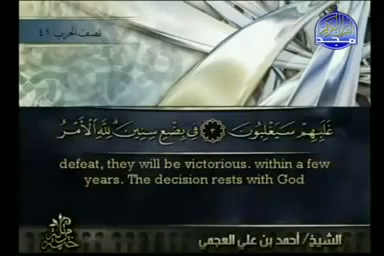 نصف الحزب ٤١
المجد
غَلَبِهِمْ سَيَغْلِبُونَ ۝٣ فِي بِضْعِ سِنِينَ ۗ لِلَّهِ الْأَمْرُ
defeat, they will be victorious. within a few
years. The decision rests with God
الشيخ/ أحمد بن علي العجمي